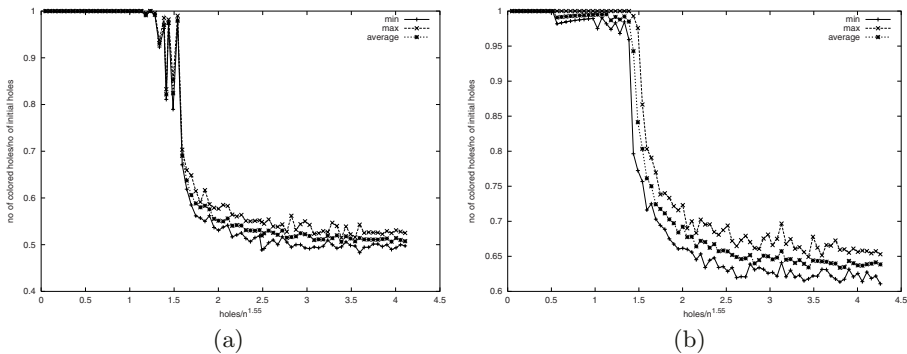 no of colored holes/no of initial holes
1
0.9
0.8
0.7
0.6
0.5
0.4
0 0.5 1 1.5 2 2.5 3 3.5 4 4.5
holes/n^1.55
min
max
average
(a)
no of colored holes/no of initial holes
1
0.95
0.9
0.85
0.8
0.75
0.7
0.65
0.6
0 0.5 1 1.5 2 2.5 3 3.5 4 4.5
holes/n^1.55
min
max
average
(b)